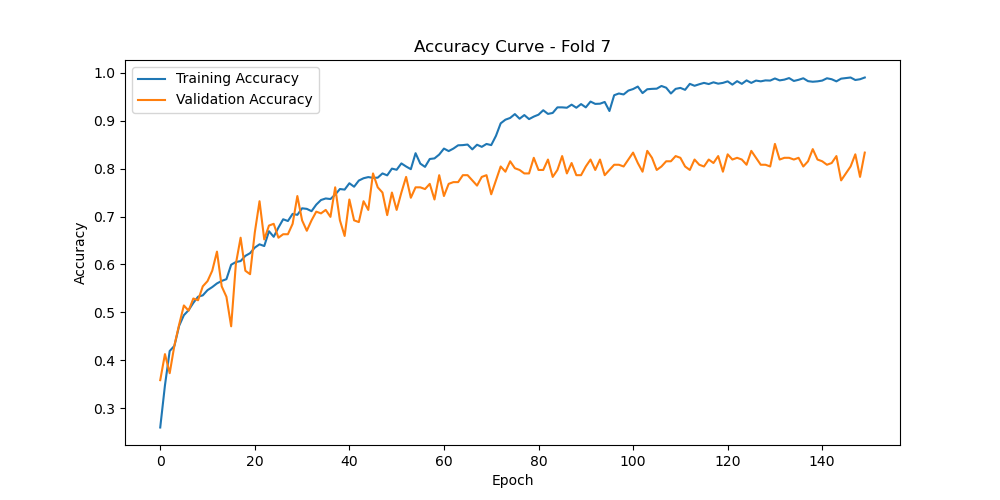 Accuracy Curve - Fold 7
Training Accuracy
Validation Accuracy
Accuracy
1.0
0.9
0.8
0.7
0.6
0.5
0.4
0.3
0 20 40 60 80 100 120 140
Epoch